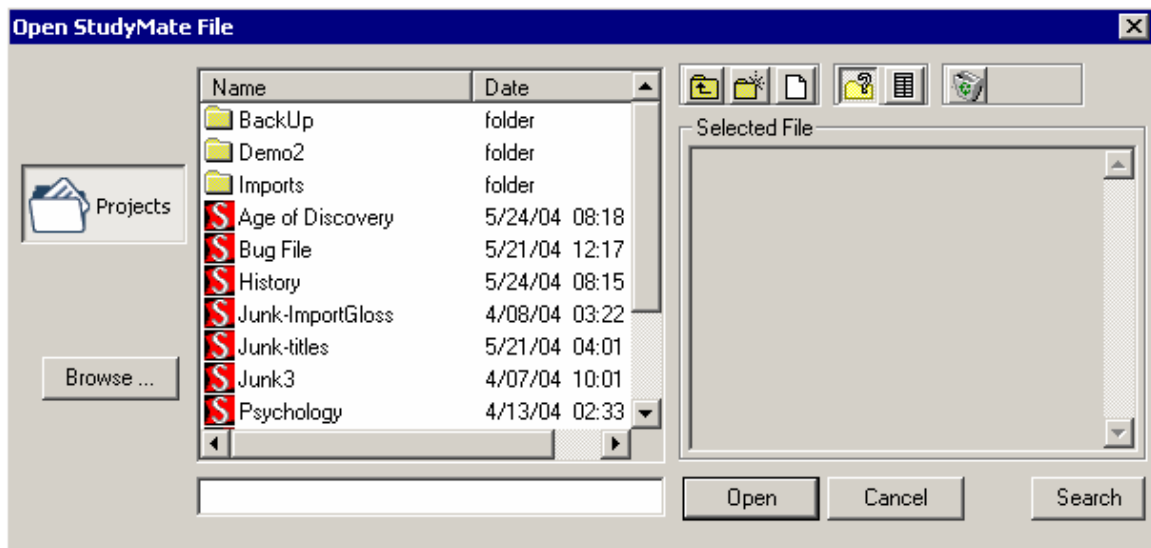 Open StudyMate File
Name Date
BackUp folder
Demo2 folder
Imports folder
Age of Discovery 5/24/04 08:18
Bug File 5/21/04 12:17
History 5/24/04 08:15
Junk-ImportGloss 4/08/04 03:22
Junk-titles 5/21/04 04:01
Junk3 4/07/04 10:01
Psychology 4/13/04 02:33
Projects
Browse ...
Selected File
Open
Cancel
Search